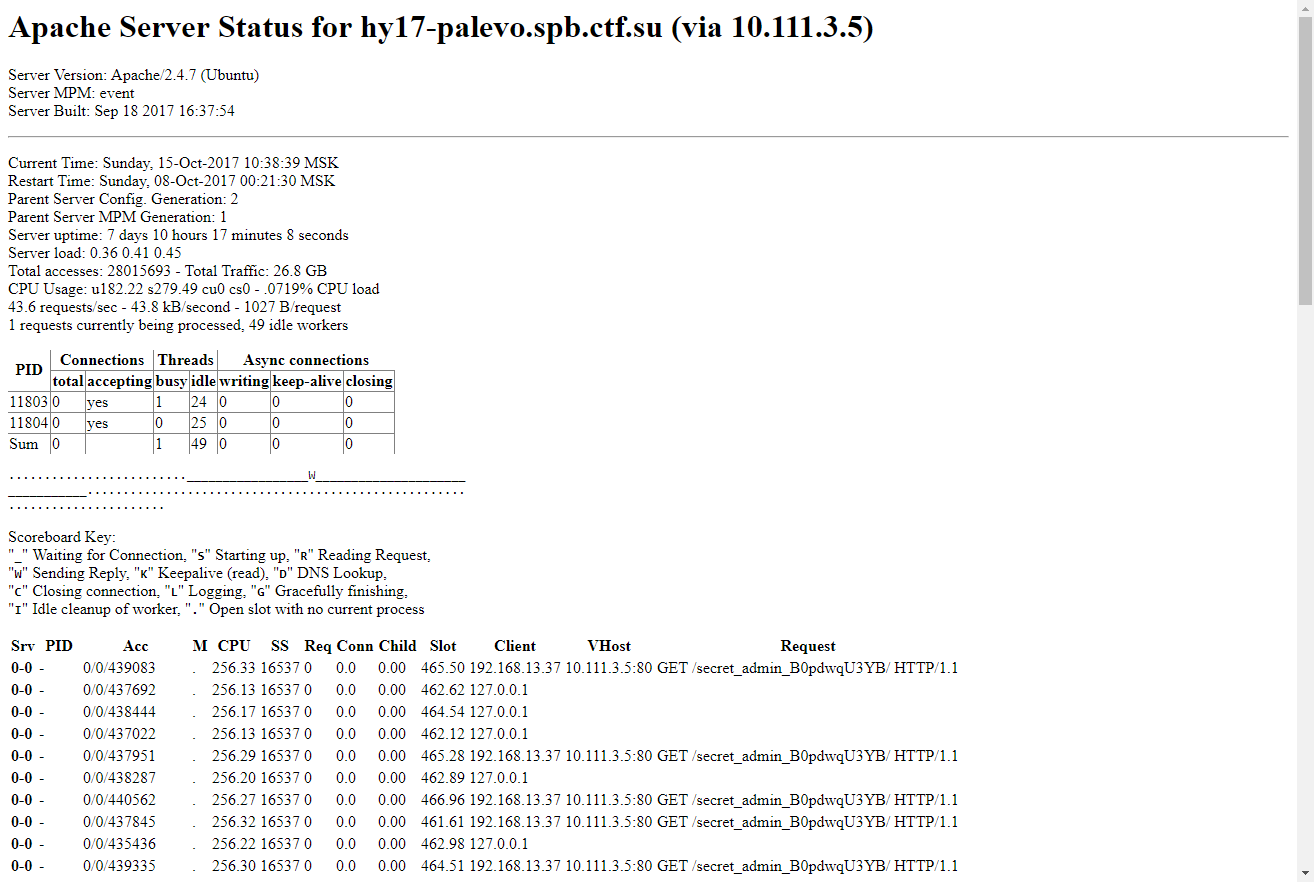 Apache Server Status for hy17-palevo.spb.ctf.su (via 10.111.3.5)
Server Version: Apache/2.4.7 (Ubuntu)
Server MPM: event
Server Built: Sep 18 2017 16:37:54
Current Time: Sunday, 15-Oct-2017 10:38:39 MSK
Restart Time: Sunday, 08-Oct-2017 00:21:30 MSK
Parent Server Config. Generation: 2
Parent Server MPM Generation: 1
Server uptime: 7 days 10 hours 17 minutes 8 seconds
Server load: 0.36 0.41 0.45
Total accesses: 28015693 - Total Traffic: 26.8 GB
CPU Usage: u182.22 s279.49 cu0 cs0 - .0719% CPU load
43.6 requests/sec - 43.8 kB/second - 1027 B/request
1 requests currently being processed, 49 idle workers
PID Connections Threads Async connections
total accepting busy idle writing keep-alive closing
11803 0 yes 1 24 0 0 0
11804 0 yes 0 25 0 0 0
Sum 0 1 49 0 0 0
........................._________________W_____________________
___________.....................................................
......................
Scoreboard Key:
"_" Waiting for Connection, "S" Starting up, "R" Reading Request,
"W" Sending Reply, "K" Keepalive (read), "D" DNS Lookup,
"C" Closing connection, "L" Logging, "G" Gracefully finishing,
"I" Idle cleanup of worker, "." Open slot with no current process
Srv PID Acc M CPU SS Req Conn Child Slot Client VHost Request
0-0 - 0/0/439083 . 256.33 16537 0 0.0 0.00 465.50 192.168.13.37 10.111.3.5:80 GET /secret_admin_B0pdwqU3YB/ HTTP/1.1
0-0 - 0/0/437692 . 256.13 16537 0 0.0 0.00 462.62 127.0.0.1
0-0 - 0/0/438444 . 256.17 16537 0 0.0 0.00 464.54 127.0.0.1
0-0 - 0/0/437022 . 256.13 16537 0 0.0 0.00 462.12 127.0.0.1
0-0 - 0/0/437951 . 256.29 16537 0 0.0 0.00 465.28 192.168.13.37 10.111.3.5:80 GET /secret_admin_B0pdwqU3YB/ HTTP/1.1
0-0 - 0/0/438287 . 256.20 16537 0 0.0 0.00 462.89 127.0.0.1
0-0 - 0/0/440562 . 256.27 16537 0 0.0 0.00 466.96 192.168.13.37 10.111.3.5:80 GET /secret_admin_B0pdwqU3YB/ HTTP/1.1
0-0 - 0/0/437845 . 256.32 16537 0 0.0 0.00 461.61 192.168.13.37 10.111.3.5:80 GET /secret_admin_B0pdwqU3YB/ HTTP/1.1
0-0 - 0/0/435436 . 256.22 16537 0 0.0 0.00 462.98 127.0.0.1
0-0 - 0/0/439335 . 256.30 16537 0 0.0 0.00 464.51 192.168.13.37 10.111.3.5:80 GET /secret_admin_B0pdwqU3YB/ HTTP/1.1